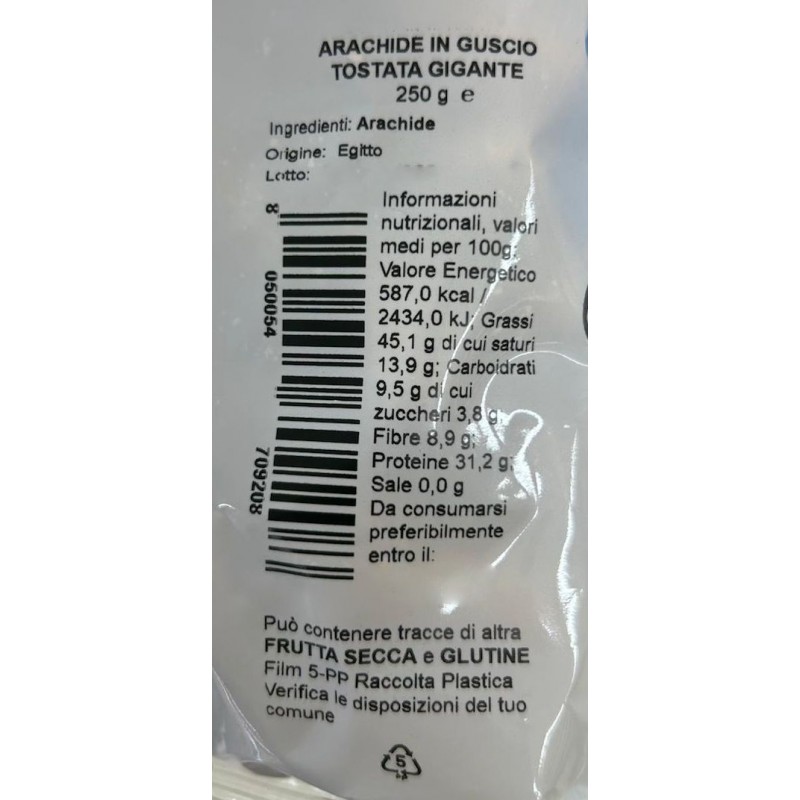 ARACHIDE IN GUSCIO
TOSTATA GIGANTE
250 g e
Ingredienti: Arachide
Origine: Egitto
Lotto:
8 050054 709208
Informazioni
nutrizionali, valori
medi per 100g:
Valore Energetico
587,0 kcal /
2434,0 kJ; Grassi
45,1 g di cui saturi
13,9 g; Carboidrati
9,5 g di cui
zuccheri 3,8 g;
Fibre 8,9 g;
Proteine 31,2 g;
Sale 0,0 g
Da consumarsi
preferibilmente
entro il:
Può contenere tracce di altra
FRUTTA SECCA e GLUTINE
Film 5-PP Raccolta Plastica
Verifica le disposizioni del tuo
comune
5